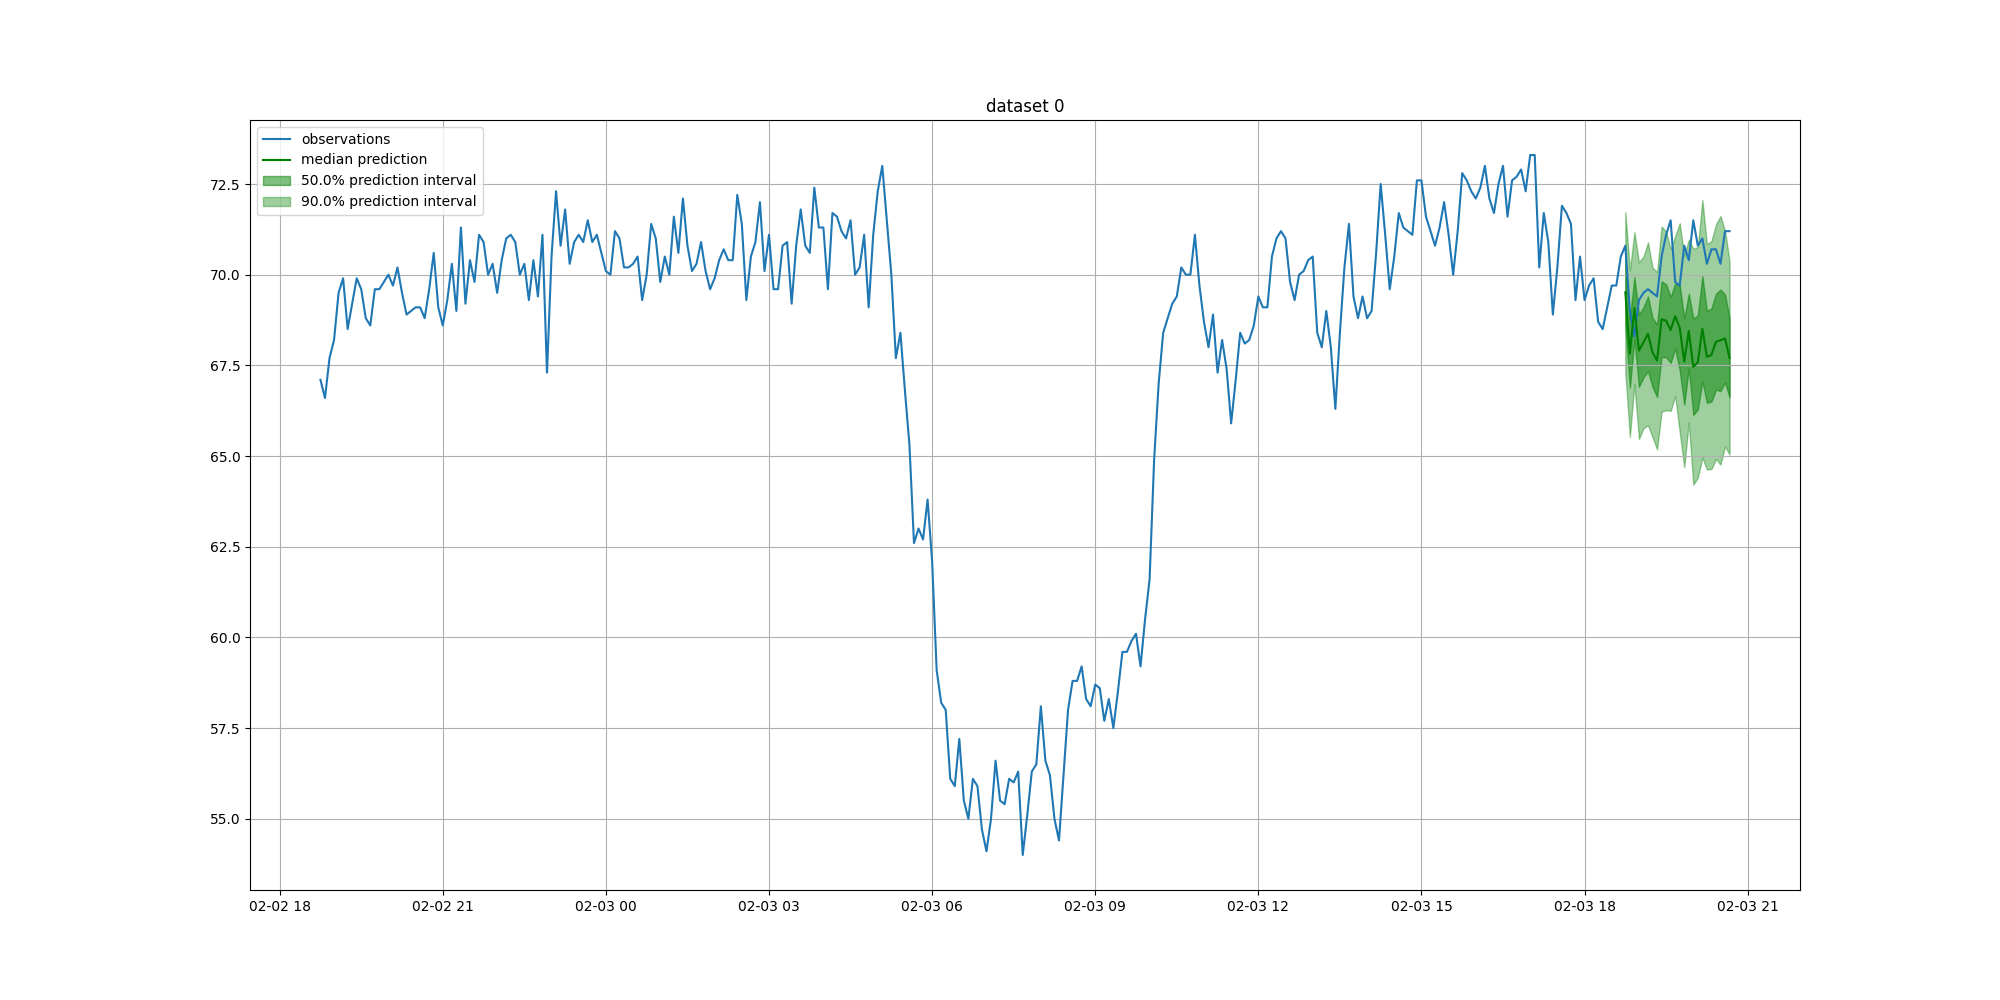 dataset 0
observations
median prediction
50.0% prediction interval
90.0% prediction interval
72.5
70.0
67.5
65.0
62.5
60.0
57.5
55.0
02-02 18 02-02 21 02-03 00 02-03 03 02-03 06 02-03 09 02-03 12 02-03 15 02-03 18 02-03 21